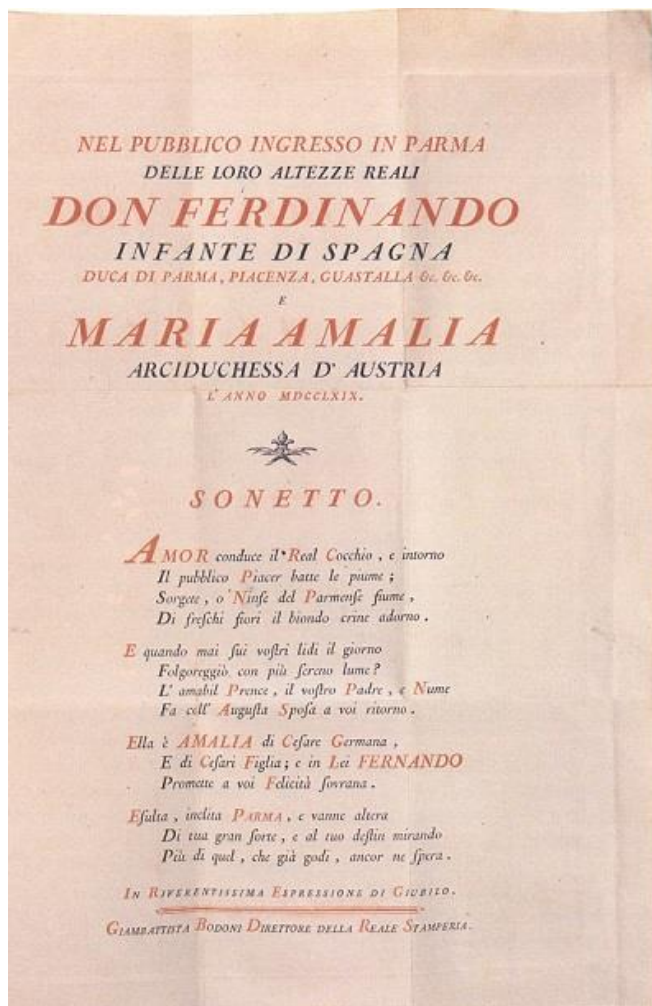 NEL PUBBLICO INGRESSO IN PARMA
DELLE LORO ALTEZZE REALI
DON FERDINANDO
INFANTE DI SPAGNA
DUCA DI PARMA, PIACENZA, GUASTALLA &c. &c. &c.
E
MARIA AMALIA
ARCIDUCHESSA D' AUSTRIA
L'ANNO MDCCLXIX.
SONETTO.
AMOR conduce il Real Cocchio, e intorno
Il pubblico Piacer batte le piume;
Sorgete, o Ninfe del Parmenſe fiume,
Di freſchi fiori il biondo crine adorno.
E quando mai ſui voſtri lidi il giorno
Folgoreggiò con più ſereno lume?
L' amabil Prence, il voſtro Padre, e Nume
Fa coll' Auguſta Spoſa a voi ritorno.
Ella è AMALIA di Ceſare Germana,
E di Ceſari Figlia; e in Lei FERNANDO
Promette a voi Felicità ſovrana.
Eſulta, inclita PARMA, e vanne altera
Di tua gran ſorte, e al tuo deſtin mirando
Più di quel, che già godi, ancor ne ſpera.
IN RIVERENTISSIMA ESPRESSIONE DI GIUBILO.
GIAMBATTISTA BODONI DIRETTORE DELLA REALE STAMPERIA.